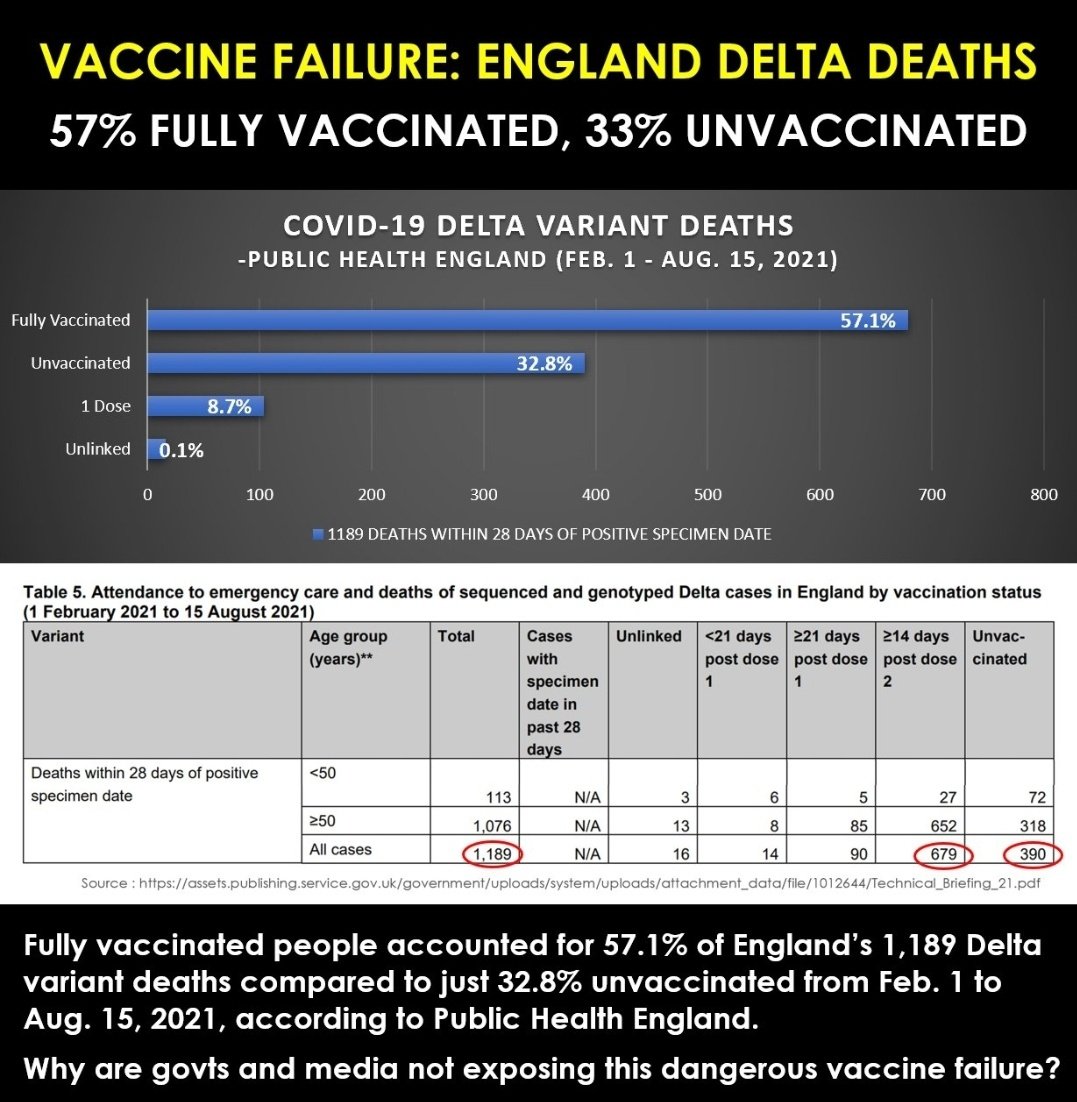 VACCINE FAILURE: ENGLAND DELTA DEATHS
57% FULLY VACCINATED, 33% UNVACCINATED
COVID-19 DELTA VARIANT DEATHS
-PUBLIC HEALTH ENGLAND (FEB. 1 - AUG. 15, 2021)
Fully Vaccinated 57.1%
Unvaccinated 32.8%
1 Dose 8.7%
Unlinked 0.1%
0 100 200 300 400 500 600 700 800
1189 DEATHS WITHIN 28 DAYS OF POSITIVE SPECIMEN DATE
Table 5. Attendance to emergency care and deaths of sequenced and genotyped Delta cases in England by vaccination status
(1 February 2021 to 15 August 2021)
Variant Age group Total Cases Unlinked <21 days ≥21 days ≥14 days Unvac-
(years)** with post dose post dose post dose cinated
specimen 1 1 2
date in
past 28
days
Deaths within 28 days of positive <50
specimen date 113 N/A 3 6 5 27 72
≥50 1,076 N/A 13 8 85 652 318
All cases 1,189 N/A 16 14 90 679 390
Source : https://assets.publishing.service.gov.uk/government/uploads/system/uploads/attachment_data/file/1012644/Technical_Briefing_21.pdf
Fully vaccinated people accounted for 57.1% of England’s 1,189 Delta
variant deaths compared to just 32.8% unvaccinated from Feb. 1 to
Aug. 15, 2021, according to Public Health England.
Why are govts and media not exposing this dangerous vaccine failure?